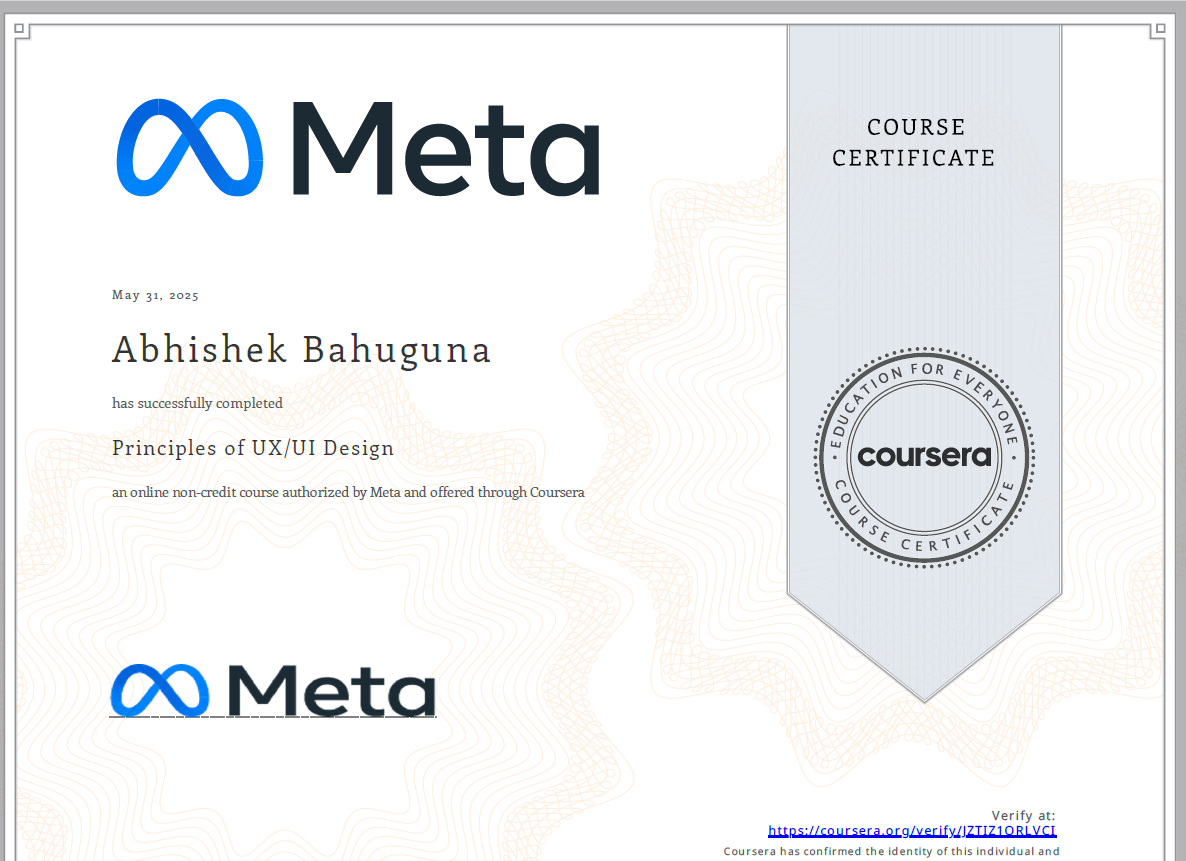 Meta
COURSE
CERTIFICATE
May 31, 2025
Abhishek Bahuguna
has successfully completed
Principles of UX/UI Design
an online non-credit course authorized by Meta and offered through Coursera
EDUCATION FOR EVERYONE
coursera
COURSE CERTIFICATE
Meta
Verify at:
https://coursera.org/verify/JZTIZ1ORLVCI
Coursera has confirmed the identity of this individual and